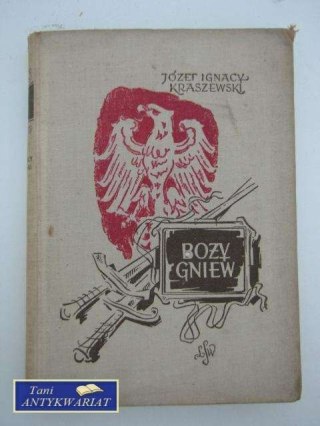 JÓZEF IGNACY
KRASZEWSKI
BOŻY
GNIEW
Tani
ANTYKWARIAT